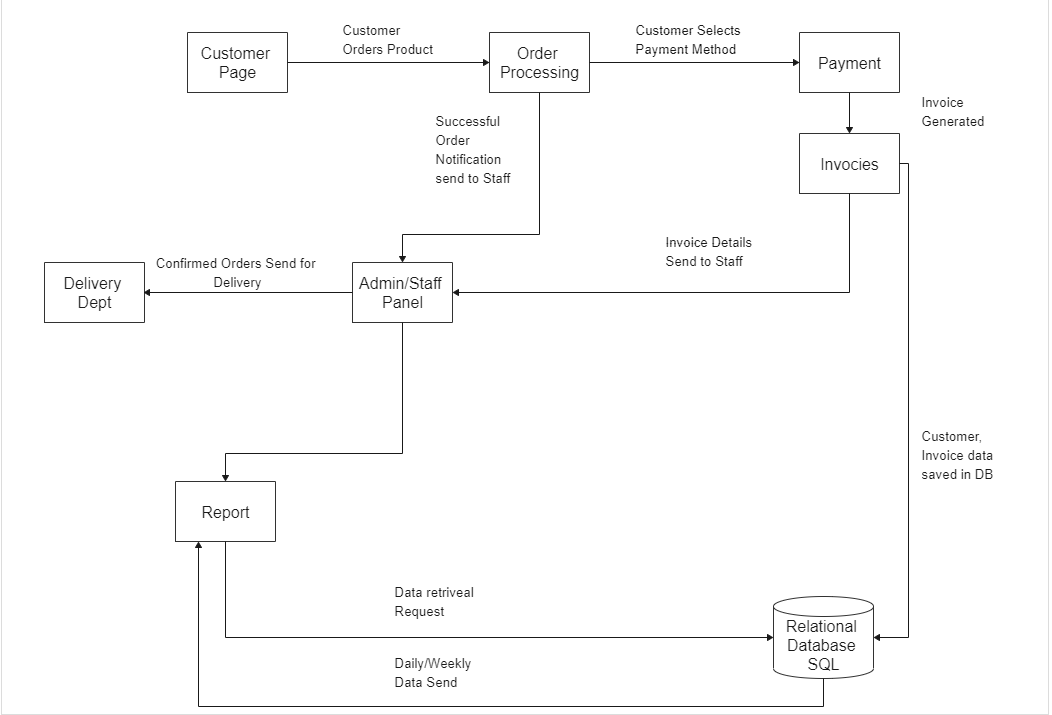 Customer
Page
Customer
Orders Product
Order
Processing
Customer Selects
Payment Method
Payment
Invoice
Generated
Successful
Order
Notification
send to Staff
Invocies
Invoice Details
Send to Staff
Confirmed Orders Send for
Delivery
Delivery
Dept
Admin/Staff
Panel
Customer,
Invoice data
saved in DB
Report
Data retriveal
Request
Relational
Database
SQL
Daily/Weekly
Data Send